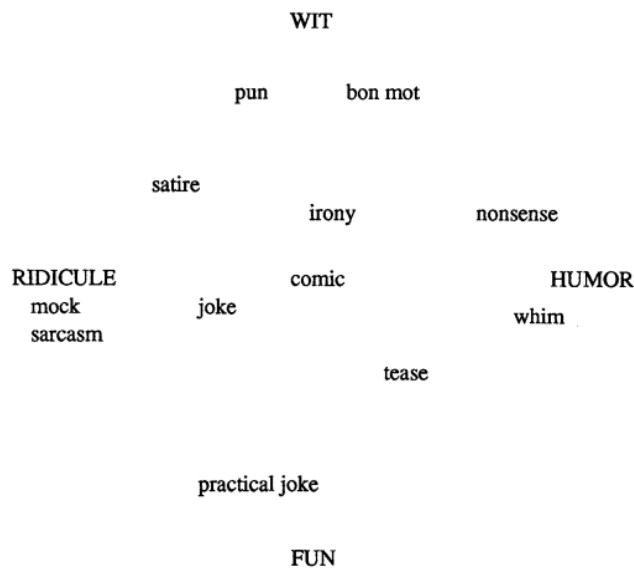 WIT
pun bon mot
satire
irony nonsense
RIDICULE comic HUMOR
mock joke whim
sarcasm
tease
practical joke
FUN